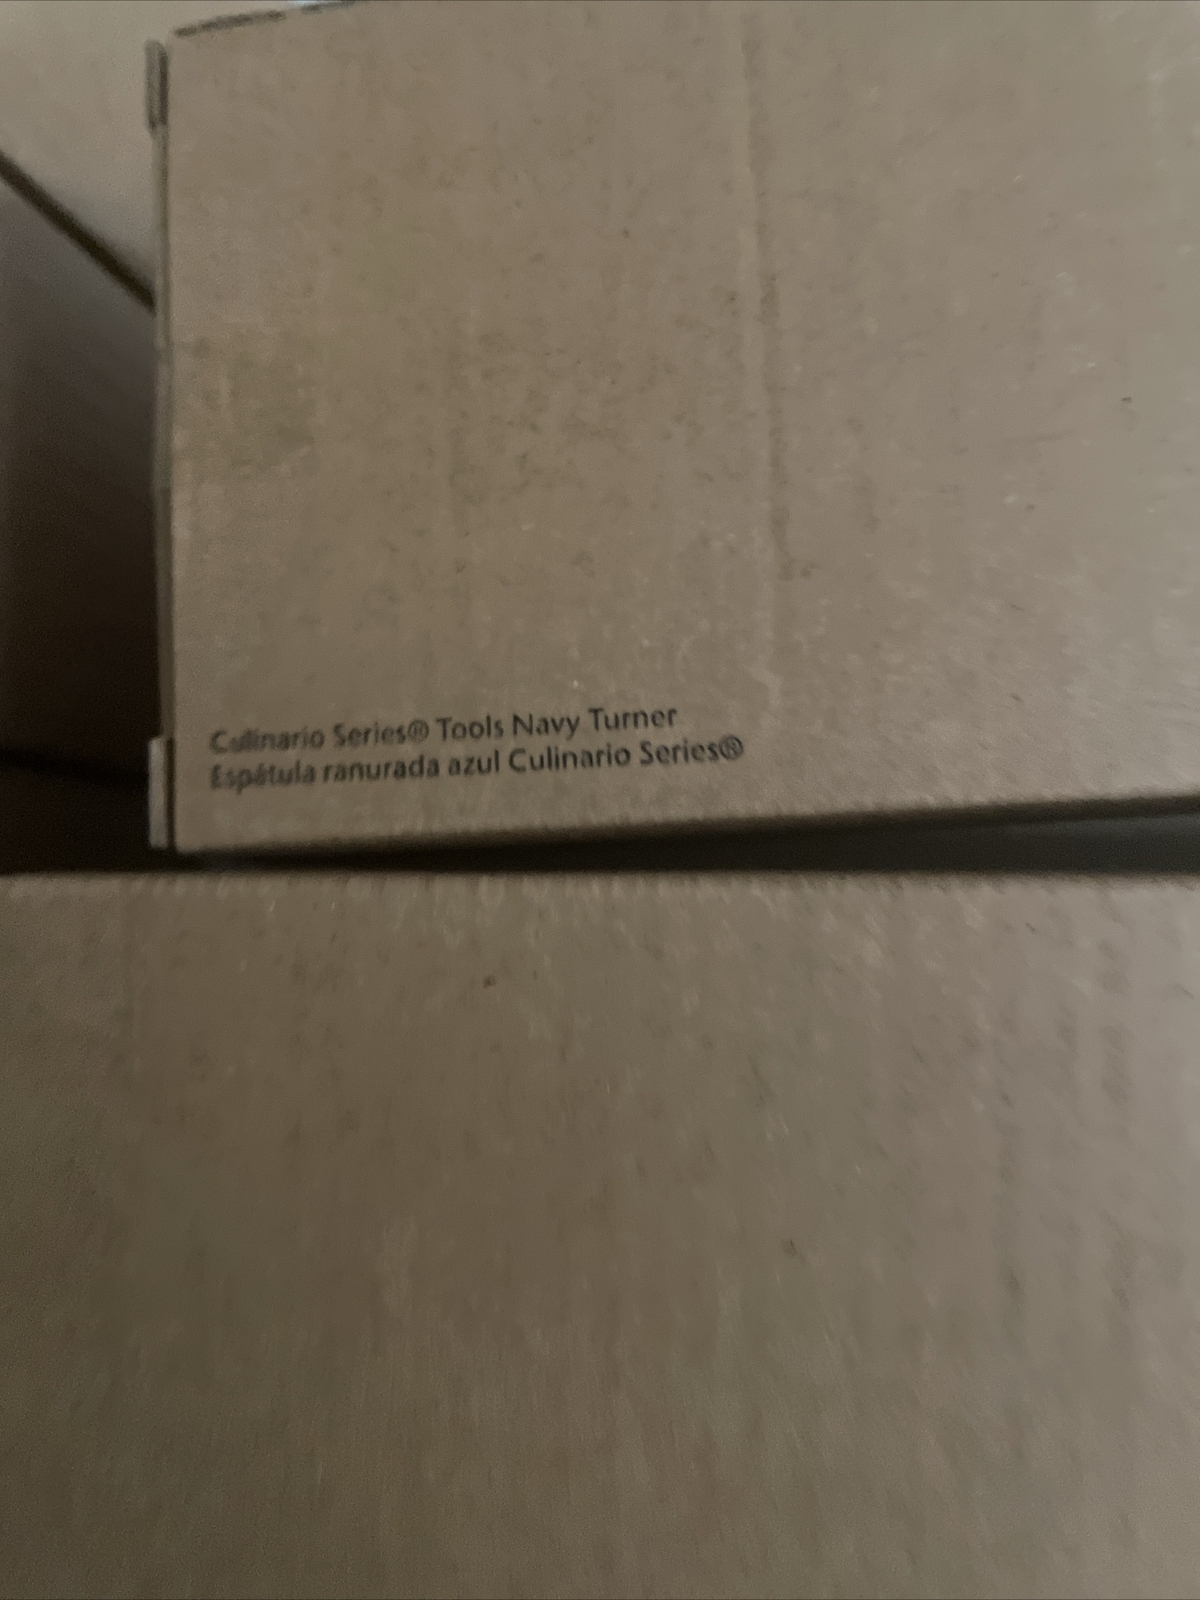 Culinario Series® Tools Navy Turner
Espátula ranurada azul Culinario Series®